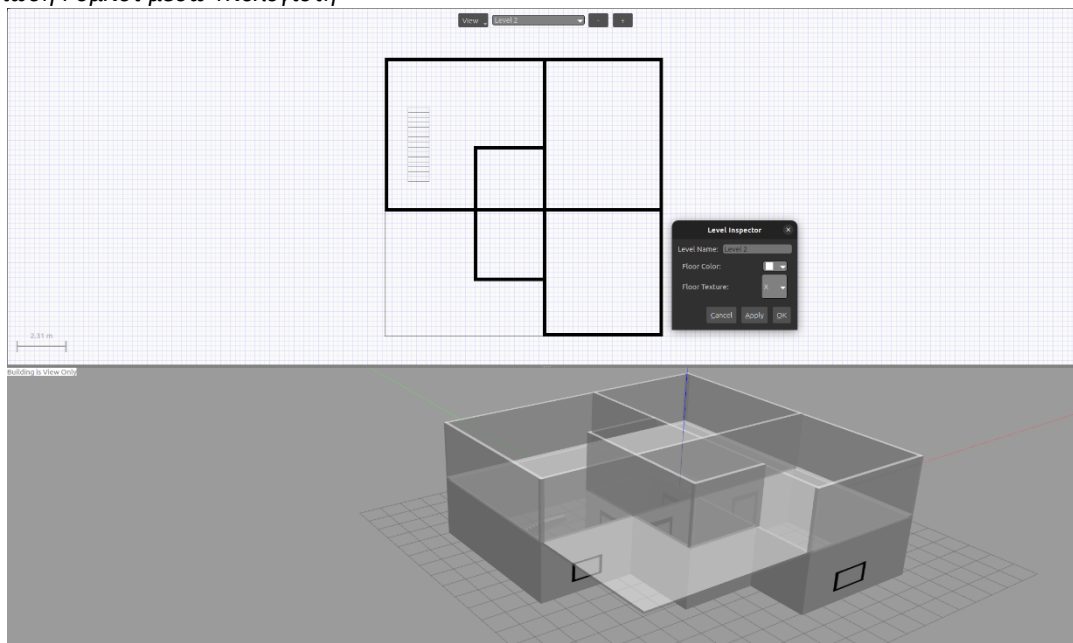 View
Level 2
-
+
Level Inspector
Level Name: Level 2
Floor Color:
Floor Texture: X
Cancel Apply OK
2.31 m
Building is View Only